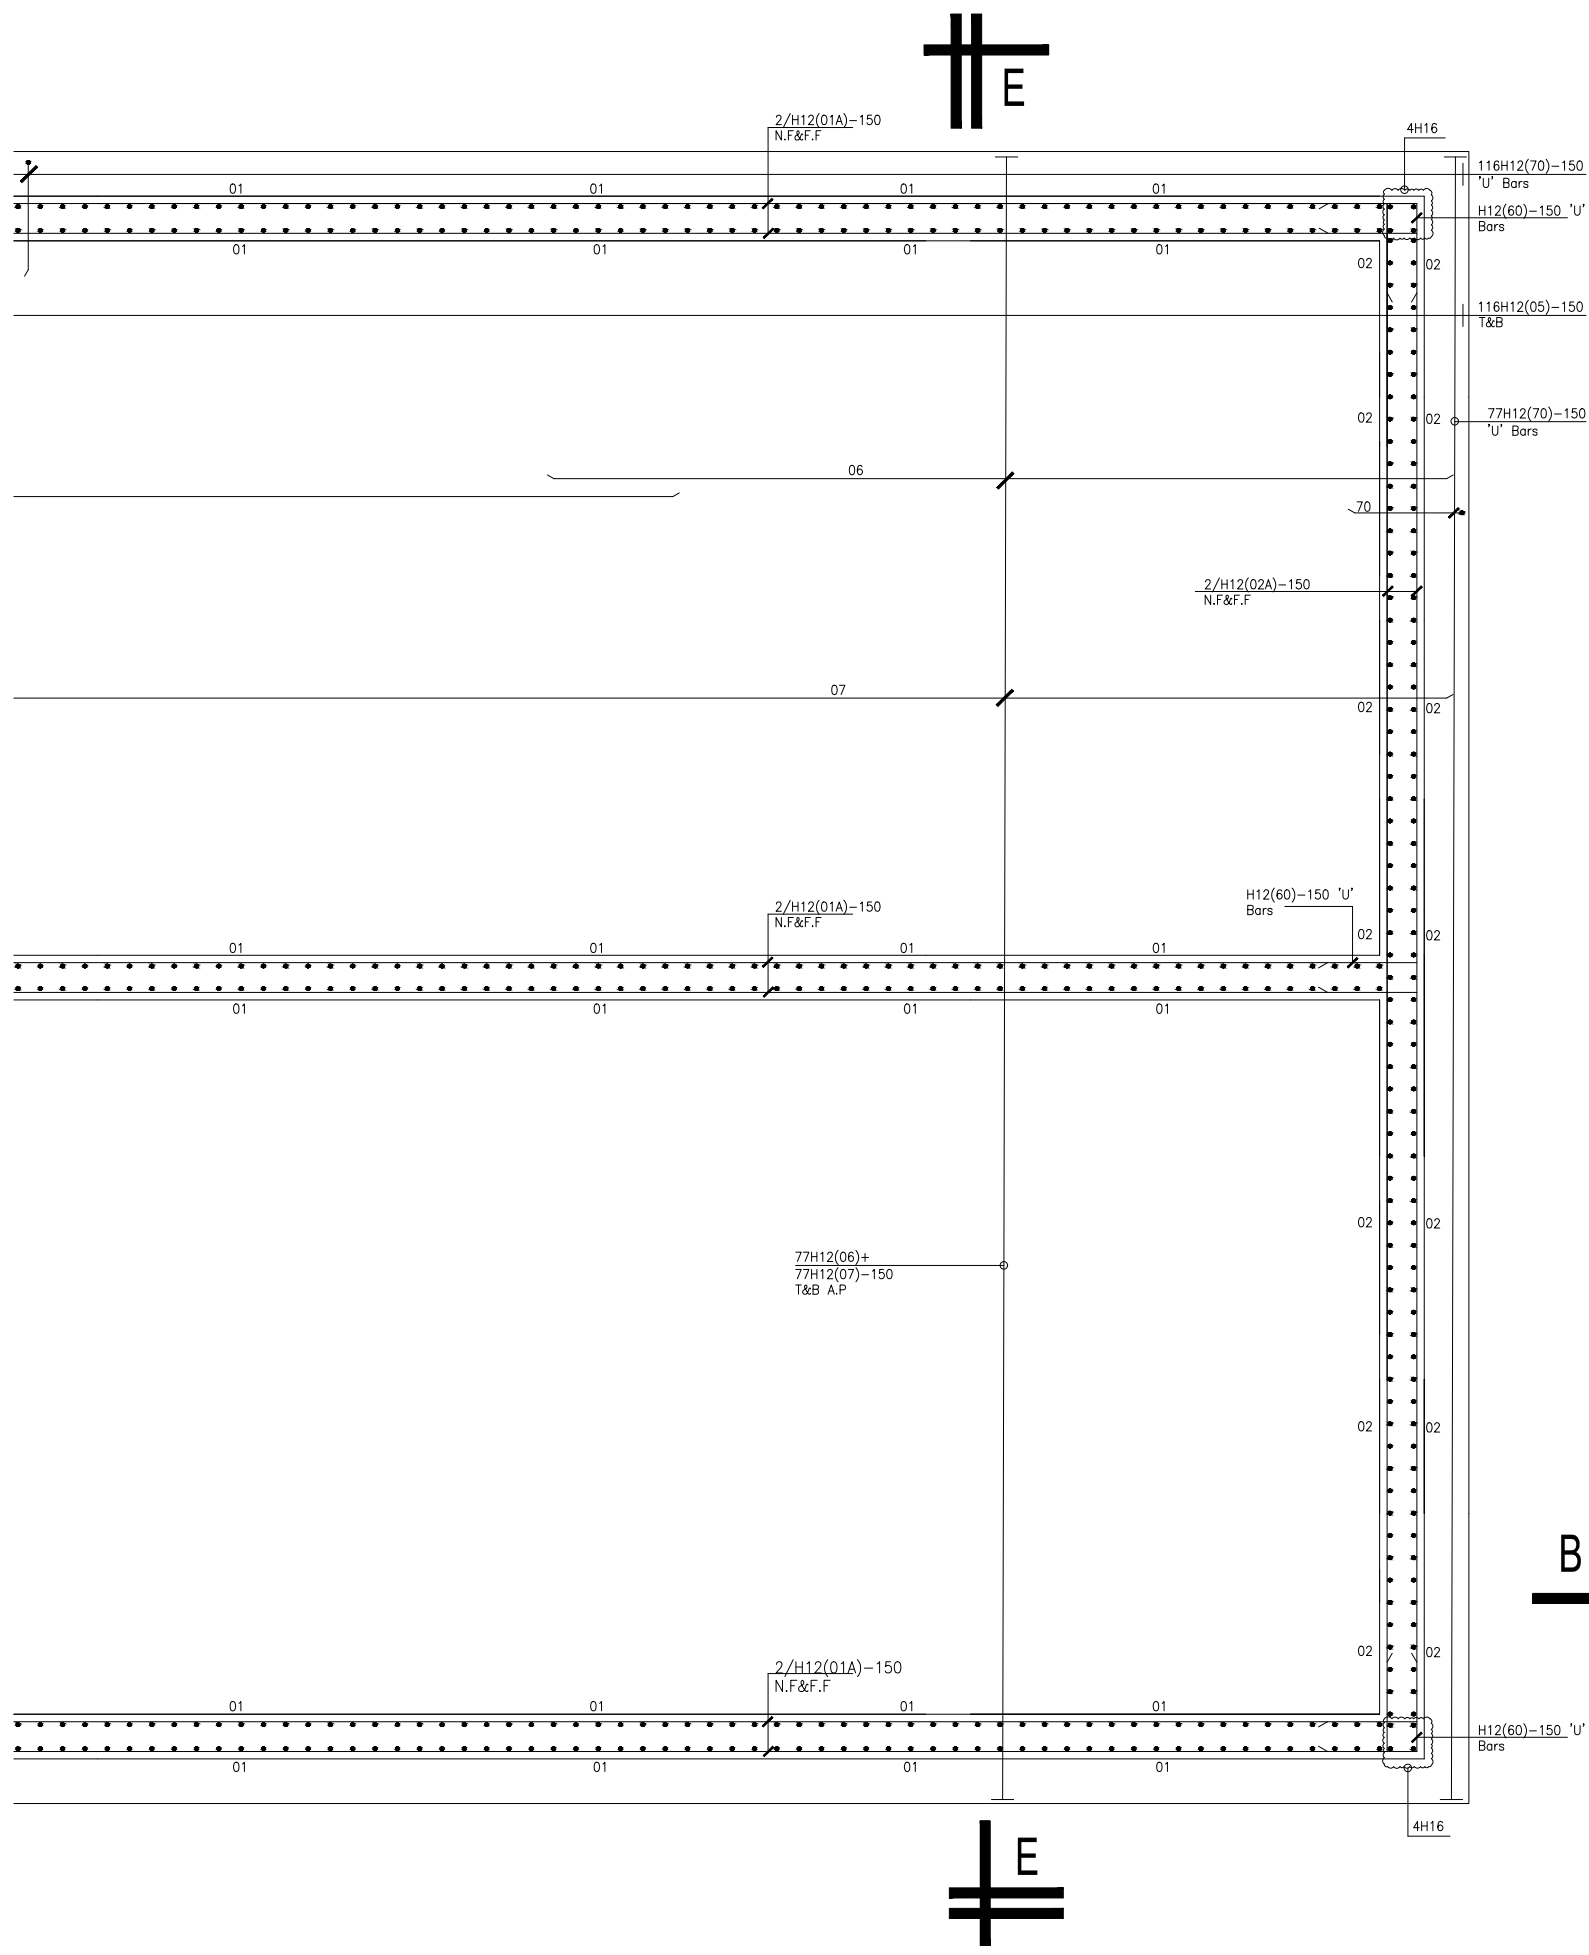 E
2/H12(01A)-150
N.F&F.F
4H16
116H12(70)-150
'U' Bars
01 01 01 01
H12(60)-150 'U'
Bars
01 01 01 01
02 02
116H12(05)-150
T&B
77H12(70)-150
'U' Bars
02 02
06
70
2/H12(02A)-150
N.F&F.F
07
02 02
H12(60)-150 'U'
Bars
2/H12(01A)-150
N.F&F.F
02 02
01 01 01 01
01 01 01 01
02 02
77H12(06)+
77H12(07)-150
T&B A.P
02 02
B
02 02
2/H12(01A)-150
N.F&F.F
01 01 01 01
H12(60)-150 'U'
Bars
01 01 01 01
4H16
E